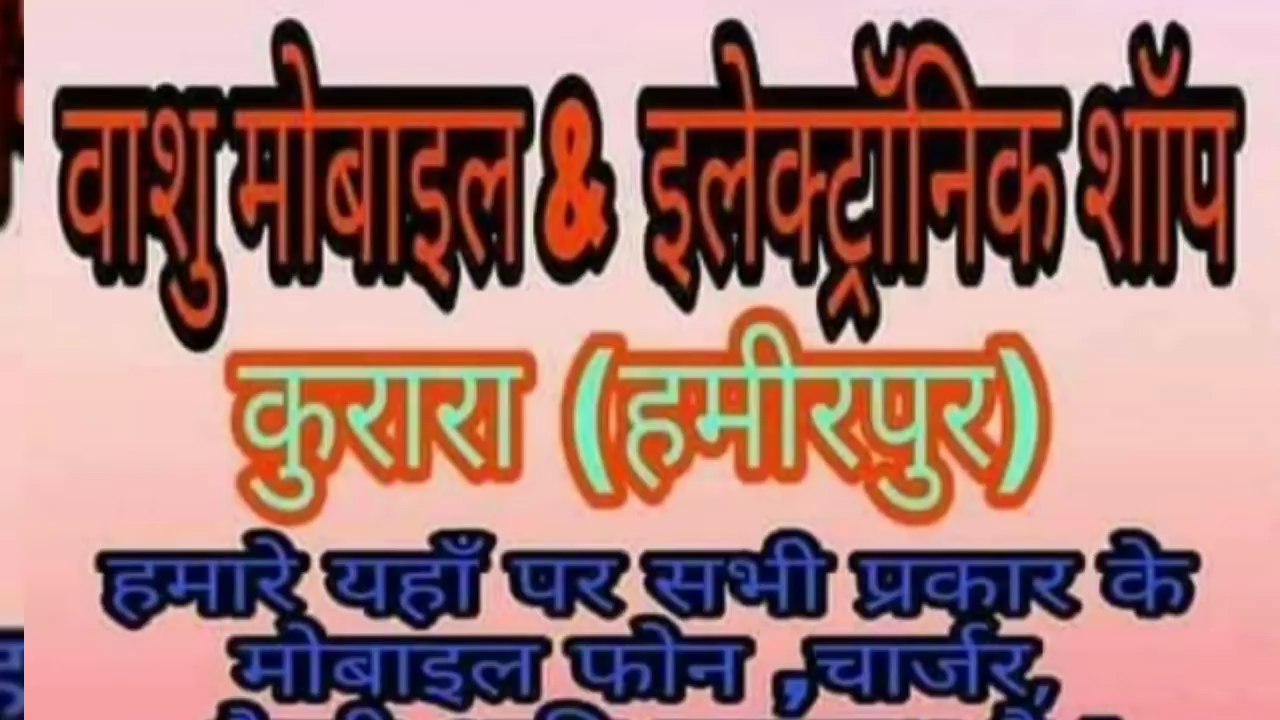 वाशु मोबाइल & इलेक्ट्रॉनिक शॉप
कुरारा (हमीरपुर)
हमारे यहाँ पर सभी प्रकार के
मोबाइल फोन ,चार्जर,